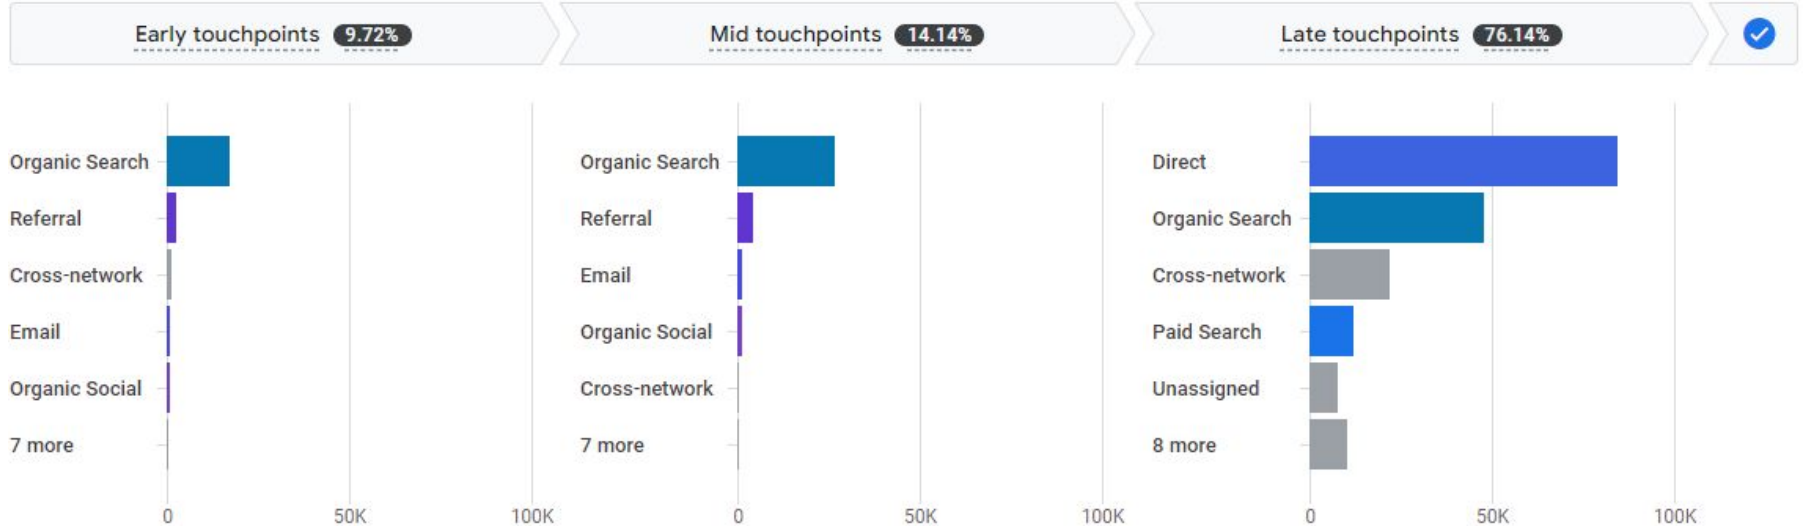 Early touchpoints 9.72%
Mid touchpoints 14.14%
Late touchpoints 76.14%
Organic Search
Referral
Cross-network
Email
Organic Social
7 more
0 50K 100K
Organic Search
Referral
Email
Organic Social
Cross-network
7 more
0 50K 100K
Direct
Organic Search
Cross-network
Paid Search
Unassigned
8 more
0 50K 100K